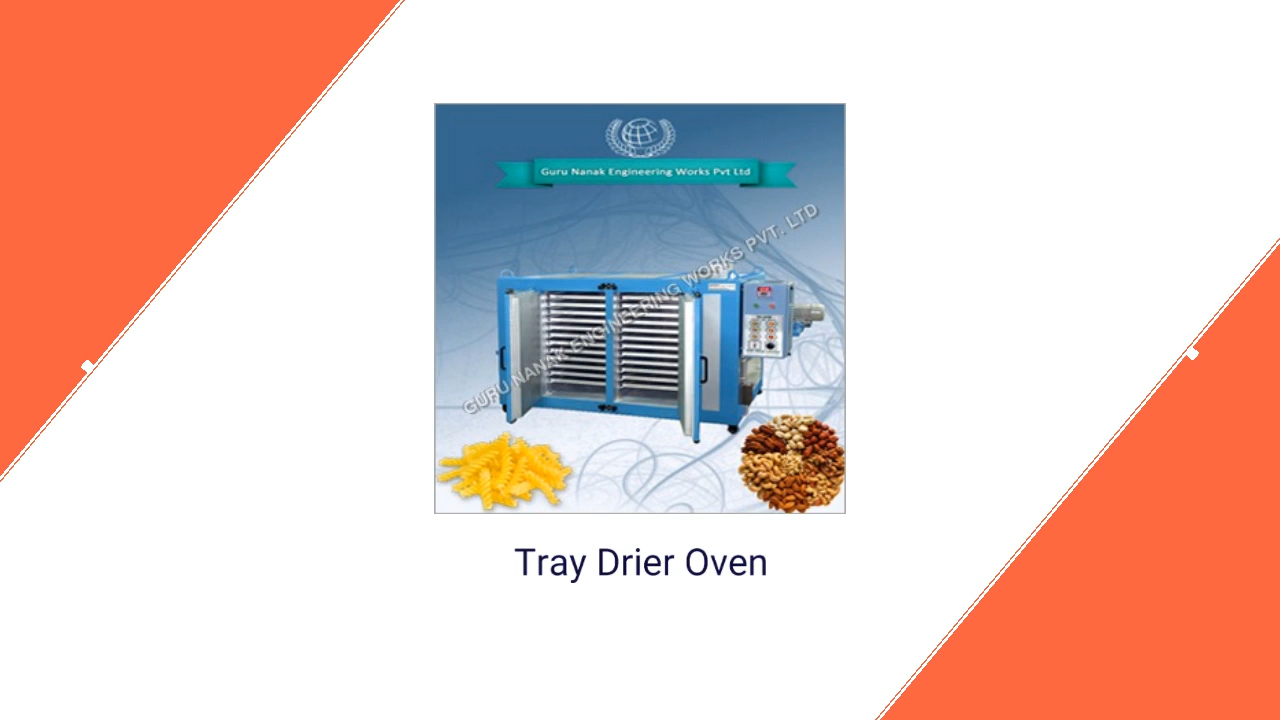 Guru Nanak Engineering Works Pvt Ltd
GURU NANAK ENGINEERING WORKS PVT. LTD
Tray Drier Oven